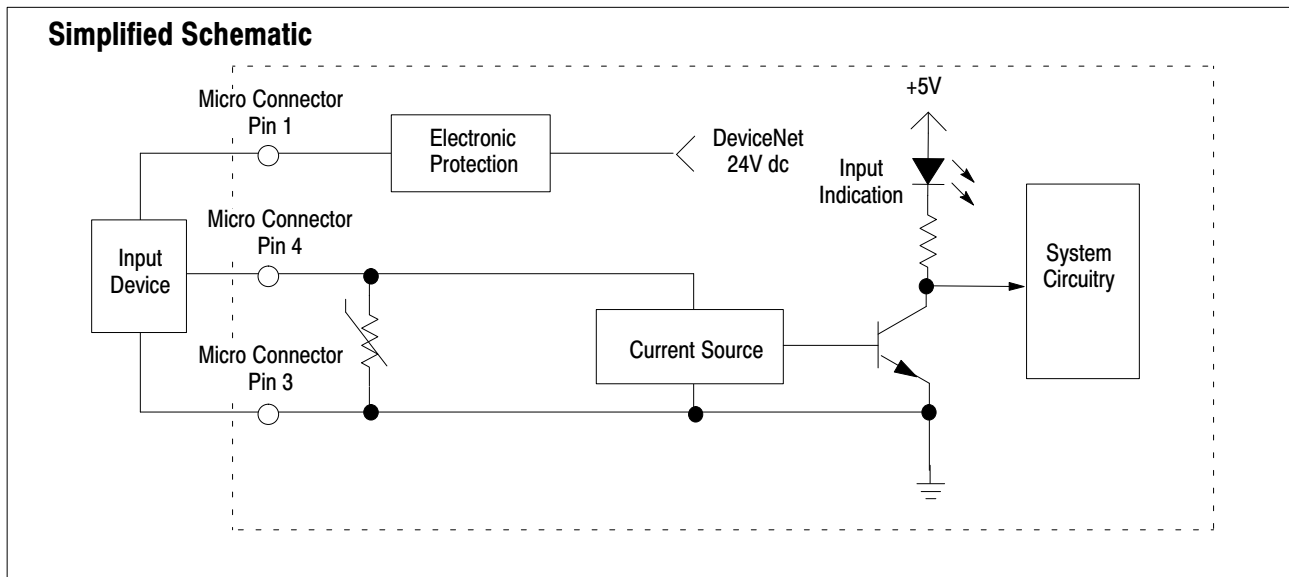 Simplified Schematic
Micro Connector
Pin 1
Electronic
Protection
DeviceNet
24V dc
+5V
Input
Indication
Micro Connector
Pin 4
Input
Device
System
Circuitry
Current Source
Micro Connector
Pin 3